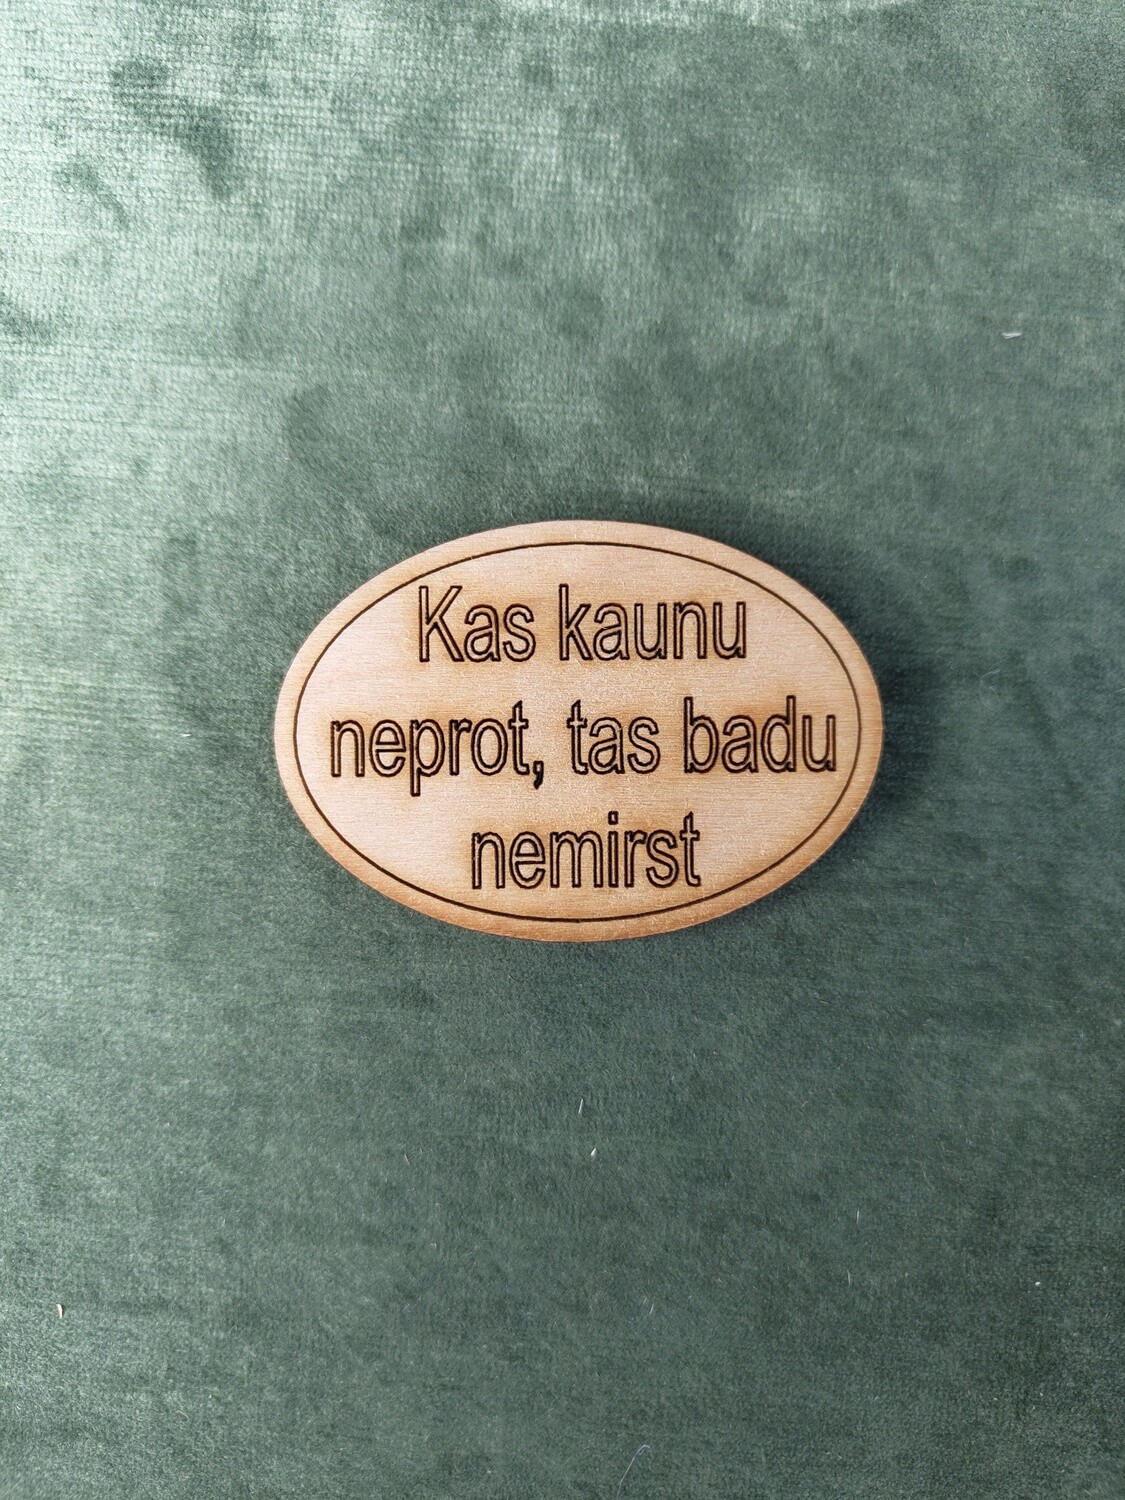 Kas kaunu
neprot, tas badu
nemirst